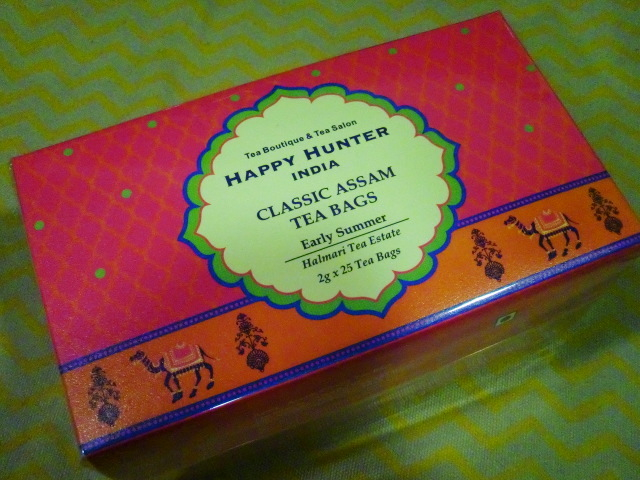 Tea Boutique & Tea Salon
HAPPY HUNTER
INDIA
CLASSIC ASSAM
TEA BAGS
Early Summer
Halmari Tea Estate
2g x 25 Tea Bags